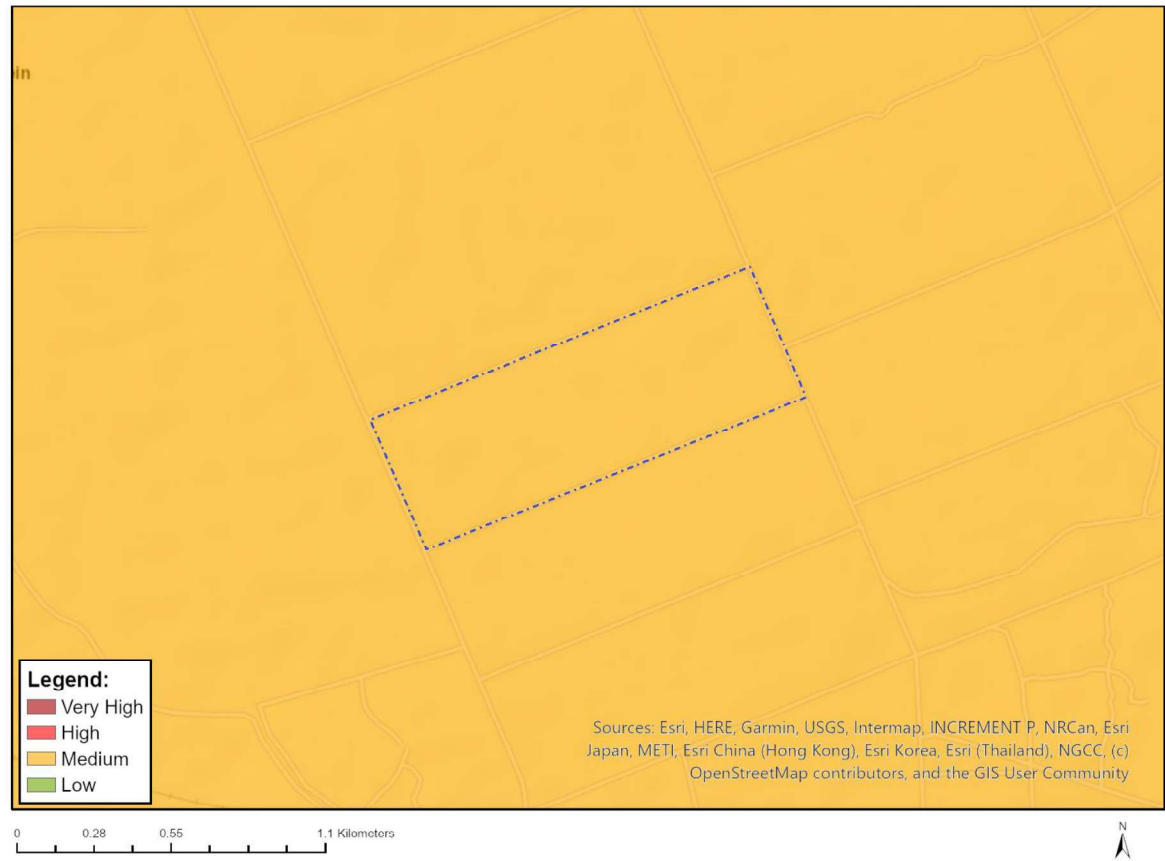 in
Legend:
Very High
High
Medium
Low
Sources: Esri, HERE, Garmin, USGS, Intermap, INCREMENT P, NRCan, Esri
Japan, METI, Esri China (Hong Kong), Esri Korea, Esri (Thailand), NGCC, (c)
OpenStreetMap contributors, and the GIS User Community
0 0.28 0.55 1.1 Kilometers
N